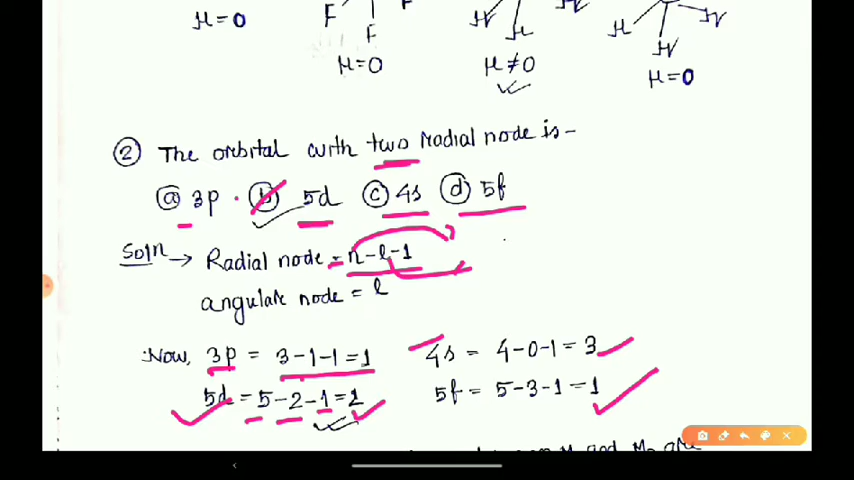 μ=0
F
F
F
μ=0
H
H
μ≠0
H
H
H
μ=0
② The orbital with two radial node is-
ⓐ 3p ⓑ 5d ⓒ 4s ⓓ 5f
Soln → Radial node = n-l-1
angular node = l
Now, 3p = 3-1-1=1
4s = 4-0-1=3
5d = 5-2-1=2
5f = 5-3-1=1